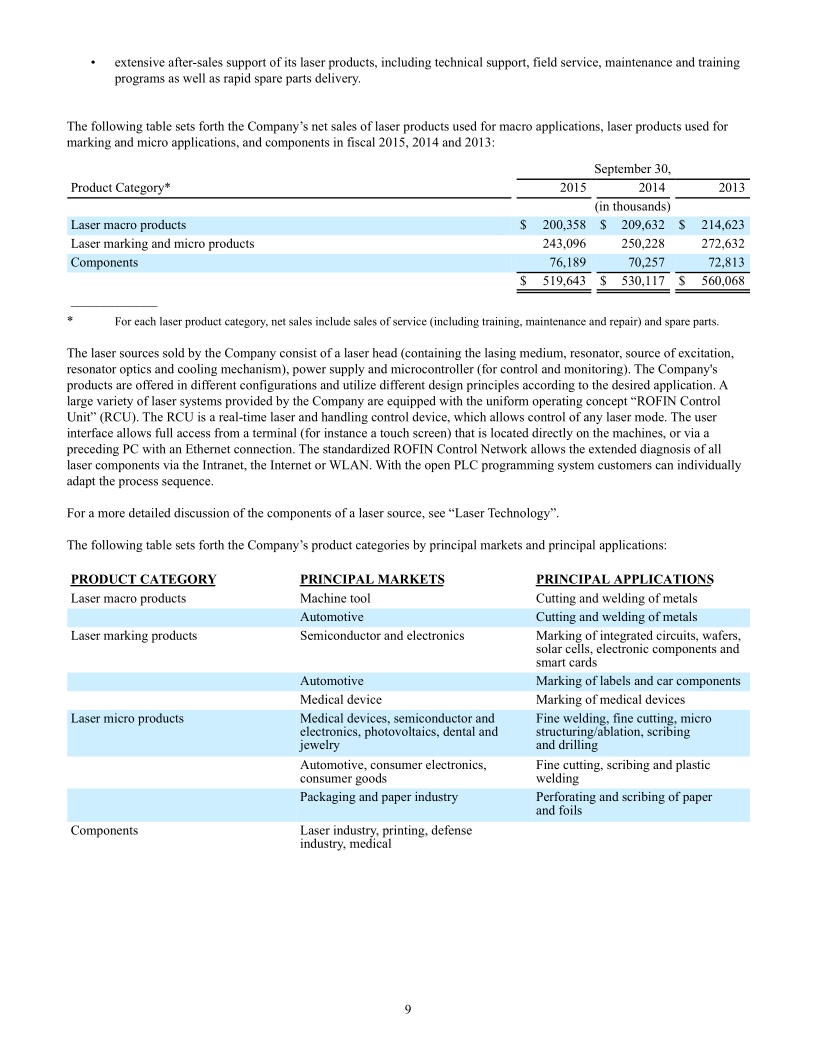 • extensive after-sales support of its laser products, including technical support, field service, maintenance and training
programs as well as rapid spare parts delivery.
The following table sets forth the Company’s net sales of laser products used for macro applications, laser products used for
marking and micro applications, and components in fiscal 2015, 2014 and 2013:
September 30,
Product Category* 2015 2014 2013
(in thousands)
Laser macro products $ 200,358 $ 209,632 $ 214,623
Laser marking and micro products 243,096 250,228 272,632
Components 76,189 70,257 72,813
$ 519,643 $ 530,117 $ 560,068
* For each laser product category, net sales include sales of service (including training, maintenance and repair) and spare parts.
The laser sources sold by the Company consist of a laser head (containing the lasing medium, resonator, source of excitation,
resonator optics and cooling mechanism), power supply and microcontroller (for control and monitoring). The Company's
products are offered in different configurations and utilize different design principles according to the desired application. A
large variety of laser systems provided by the Company are equipped with the uniform operating concept “ROFIN Control
Unit” (RCU). The RCU is a real-time laser and handling control device, which allows control of any laser mode. The user
interface allows full access from a terminal (for instance a touch screen) that is located directly on the machines, or via a
preceding PC with an Ethernet connection. The standardized ROFIN Control Network allows the extended diagnosis of all
laser components via the Intranet, the Internet or WLAN. With the open PLC programming system customers can individually
adapt the process sequence.
For a more detailed discussion of the components of a laser source, see “Laser Technology”.
The following table sets forth the Company’s product categories by principal markets and principal applications:
PRODUCT CATEGORY PRINCIPAL MARKETS PRINCIPAL APPLICATIONS
Laser macro products Machine tool Cutting and welding of metals
Automotive Cutting and welding of metals
Laser marking products Semiconductor and electronics Marking of integrated circuits, wafers,
solar cells, electronic components and
smart cards
Automotive Marking of labels and car components
Medical device Marking of medical devices
Laser micro products Medical devices, semiconductor and Fine welding, fine cutting, micro
electronics, photovoltaics, dental and structuring/ablation, scribing
jewelry and drilling
Automotive, consumer electronics, Fine cutting, scribing and plastic
consumer goods welding
Packaging and paper industry Perforating and scribing of paper
and foils
Components Laser industry, printing, defense
industry, medical
9